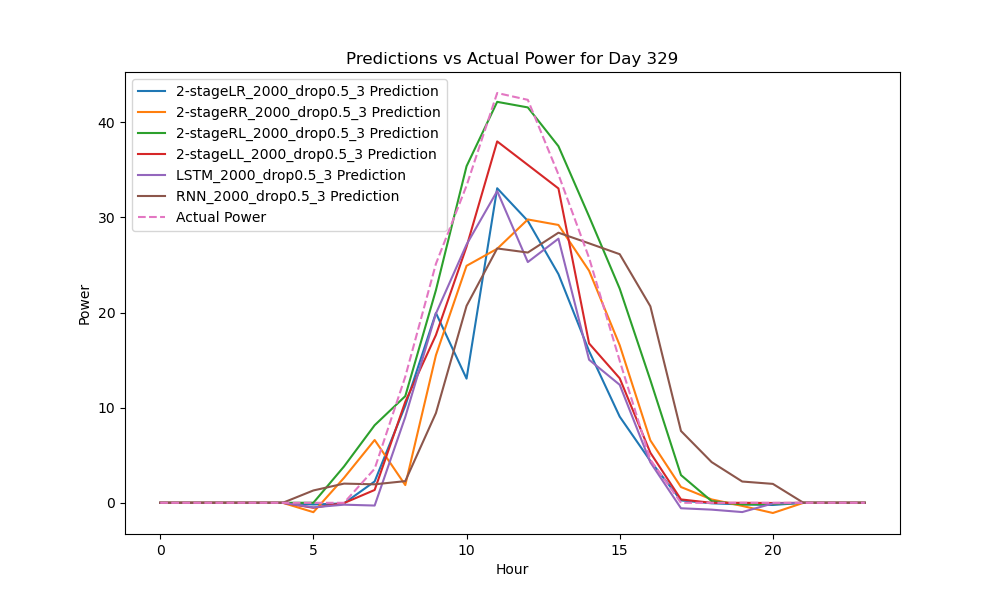 Predictions vs Actual Power for Day 329
2-stageLR_2000_drop0.5_3 Prediction
2-stageRR_2000_drop0.5_3 Prediction
2-stageRL_2000_drop0.5_3 Prediction
2-stageLL_2000_drop0.5_3 Prediction
LSTM_2000_drop0.5_3 Prediction
RNN_2000_drop0.5_3 Prediction
Actual Power
Power
40
30
20
10
0
0 5 10 15 20
Hour